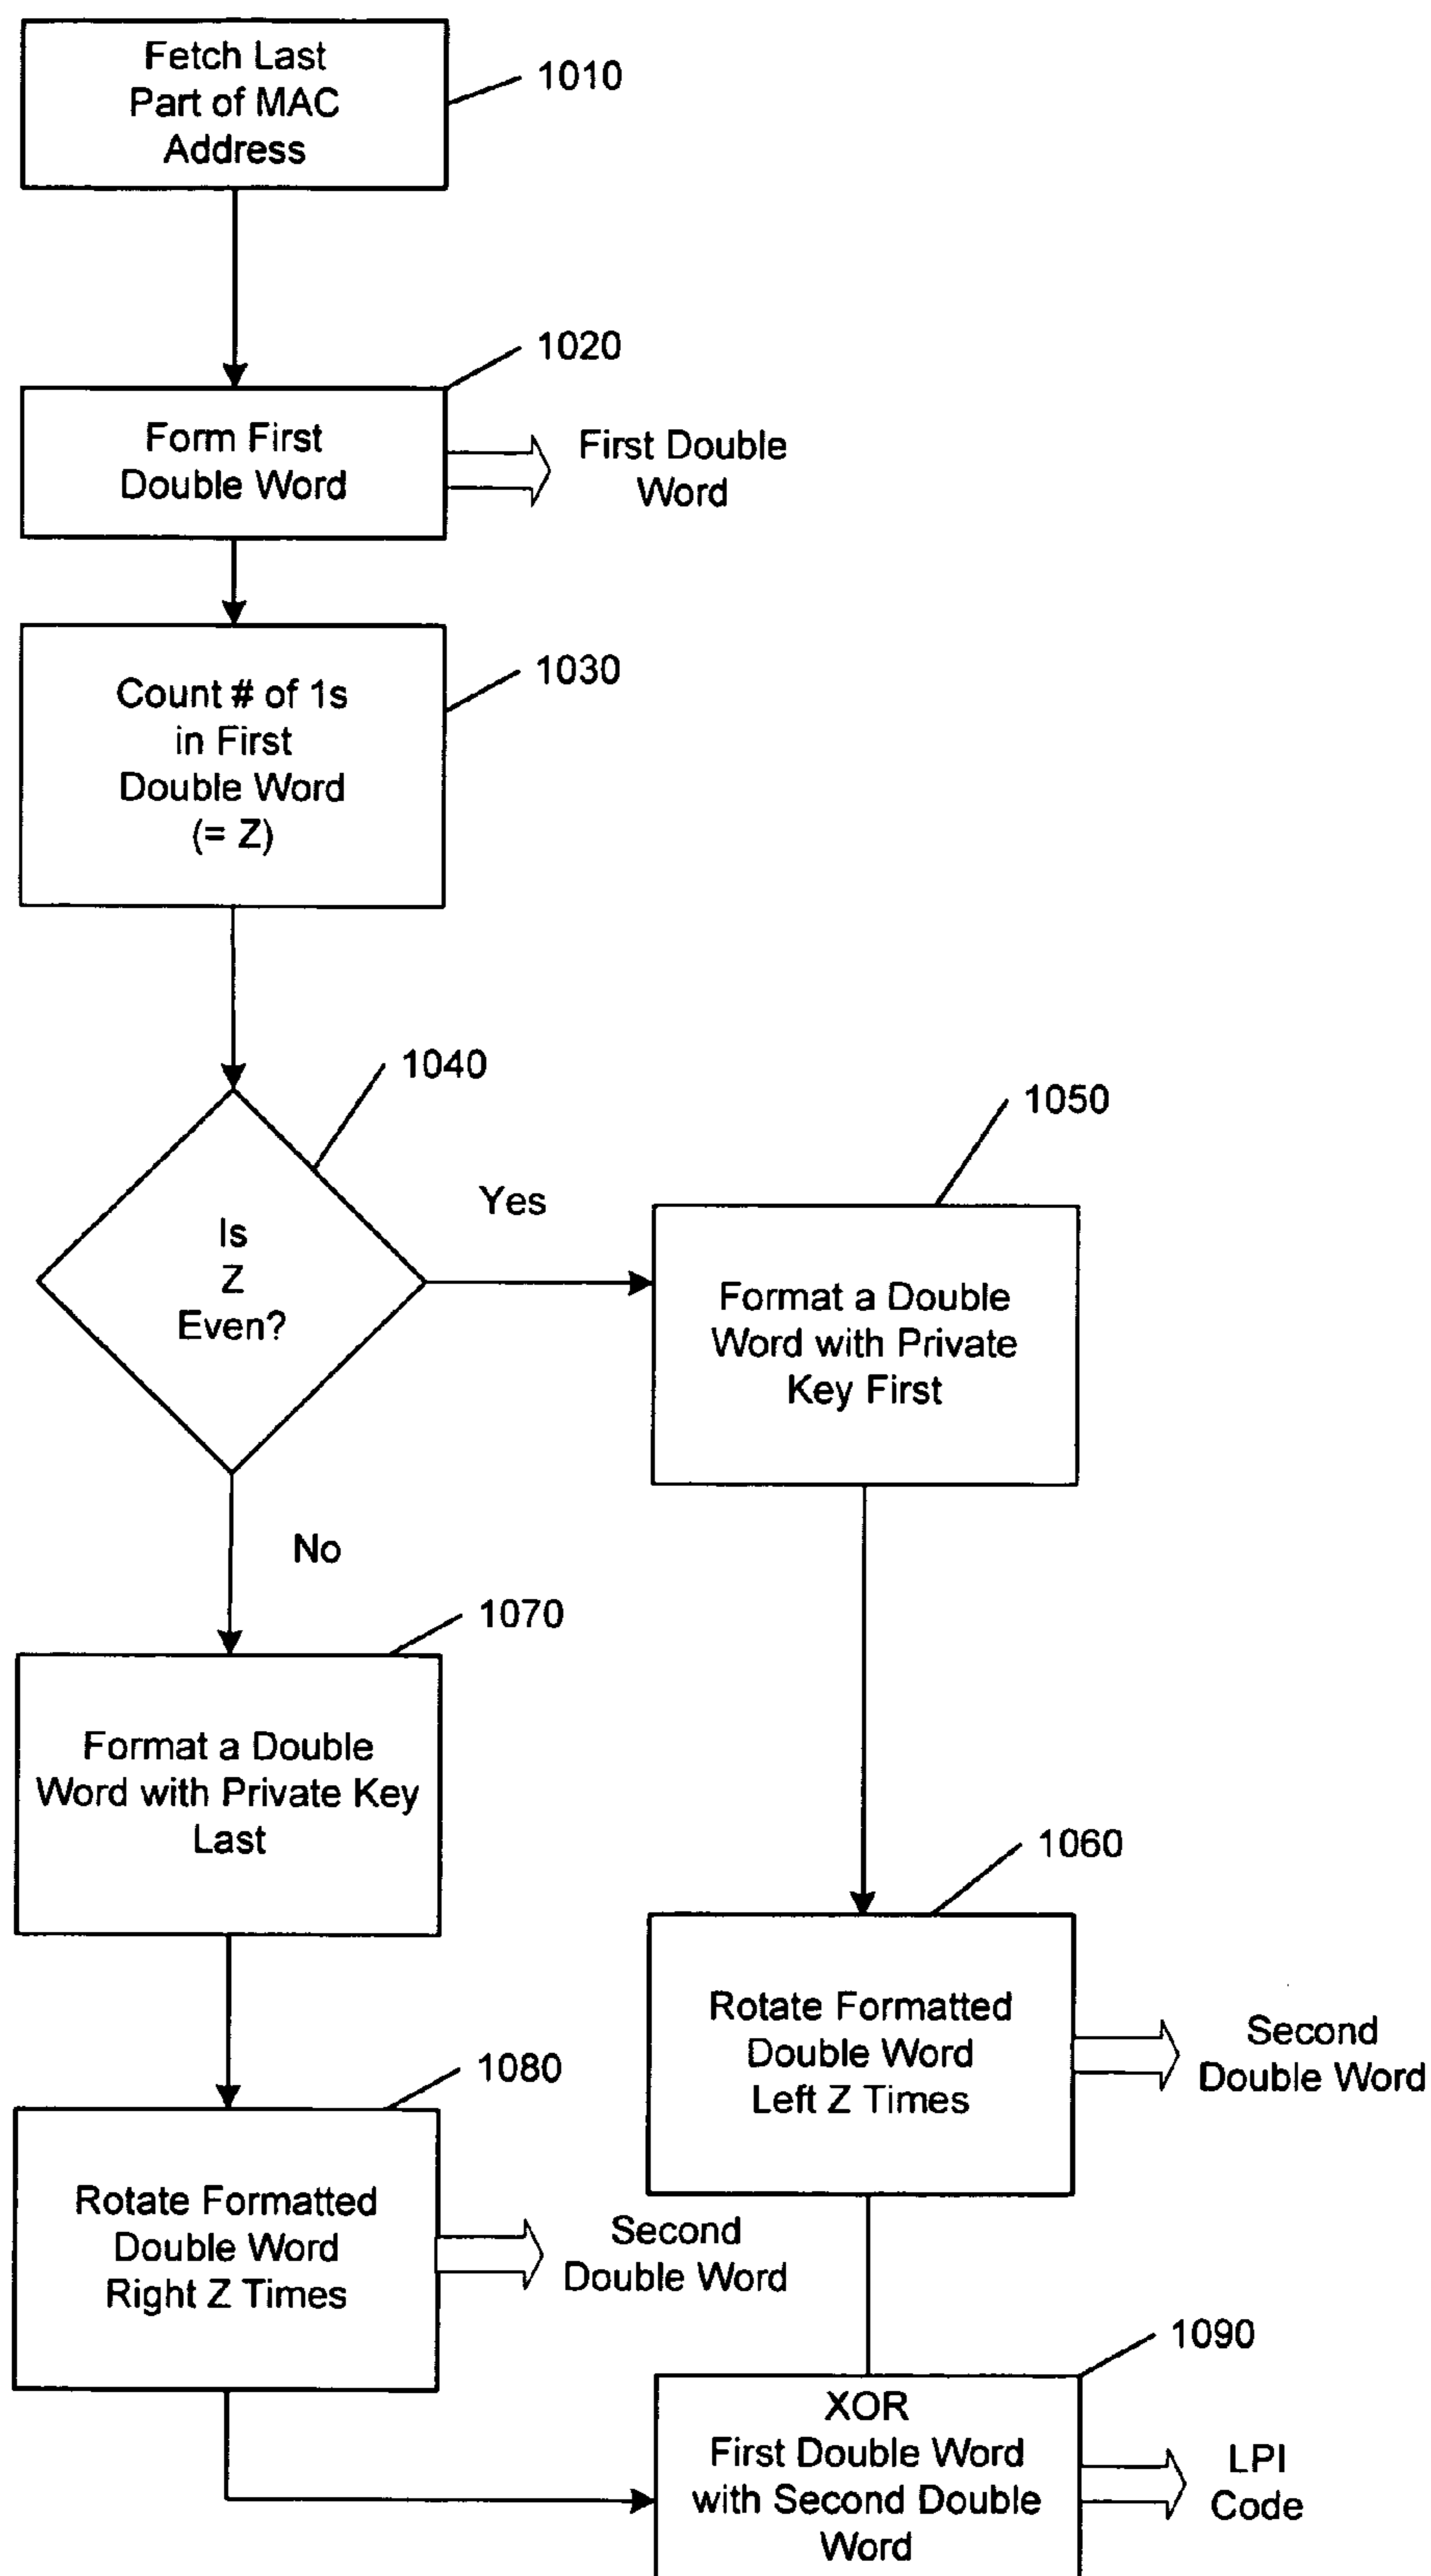 Fetch Last
Part of MAC
Address
1010
1020
Form First
Double Word
First Double
Word
1030
Count # of 1s
in First
Double Word
(= Z)
1040
Is
Z
Even?
Yes
1050
Format a Double
Word with Private
Key First
No
1070
Format a Double
Word with Private Key
Last
1060
Rotate Formatted
Double Word
Left Z Times
Second
Double Word
1080
Rotate Formatted
Double Word
Right Z Times
Second
Double Word
1090
XOR
First Double Word
with Second Double
Word
LPI
Code